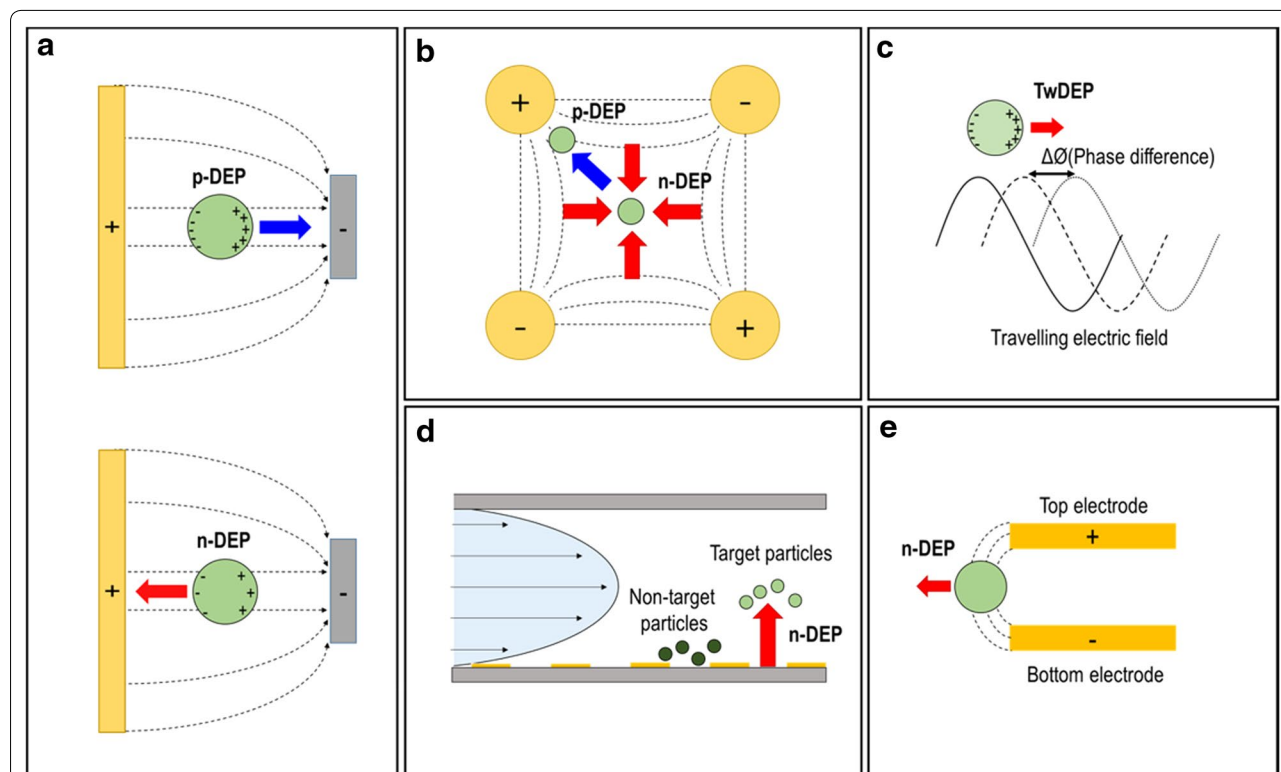 a
p-DEP
+
-
- - - - -
+ + + + +
n-DEP
+
-
- - -
+ + +
b
+
-
p-DEP
n-DEP
-
+
c
TwDEP
- - - -
+ + + + +
ΔØ(Phase difference)
Travelling electric field
d
Target particles
Non-target
particles
n-DEP
e
Top electrode
+
n-DEP
-
Bottom electrode